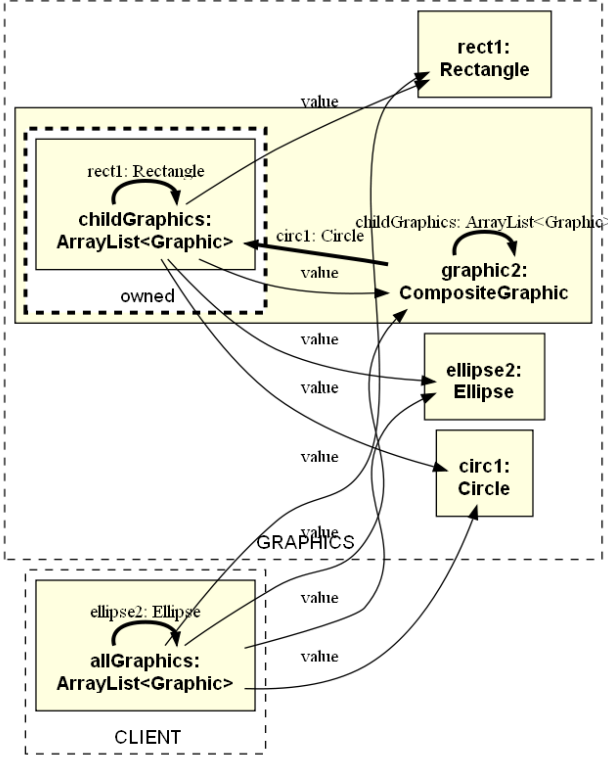 rect1:
Rectangle
value
rect1: Rectangle
childGraphics:
ArrayList<Graphic>
circ1: Circle
childGraphics: ArrayList<Graphic>
graphic2:
CompositeGraphic
value
owned
value
ellipse2:
Ellipse
value
value
circ1:
Circle
value
GRAPHICS
value
ellipse2: Ellipse
allGraphics:
ArrayList<Graphic>
value
CLIENT